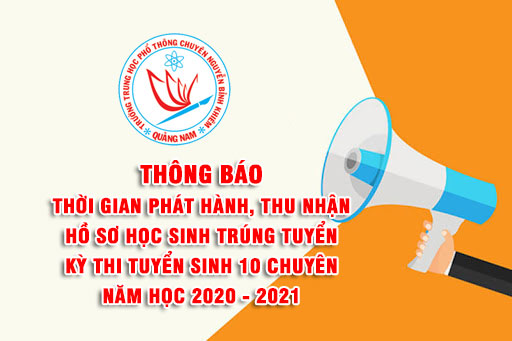 TRƯỜNG TRUNG HỌC PHỔ THÔNG CHUYÊN NGUYỄN BỈNH KHIÊM
QUẢNG NAM
THÔNG BÁO
THỜI GIAN PHÁT HÀNH, THU NHẬN
HỒ SƠ HỌC SINH TRÚNG TUYỂN
KỲ THI TUYỂN SINH 10 CHUYÊN
NĂM HỌC 2020 - 2021